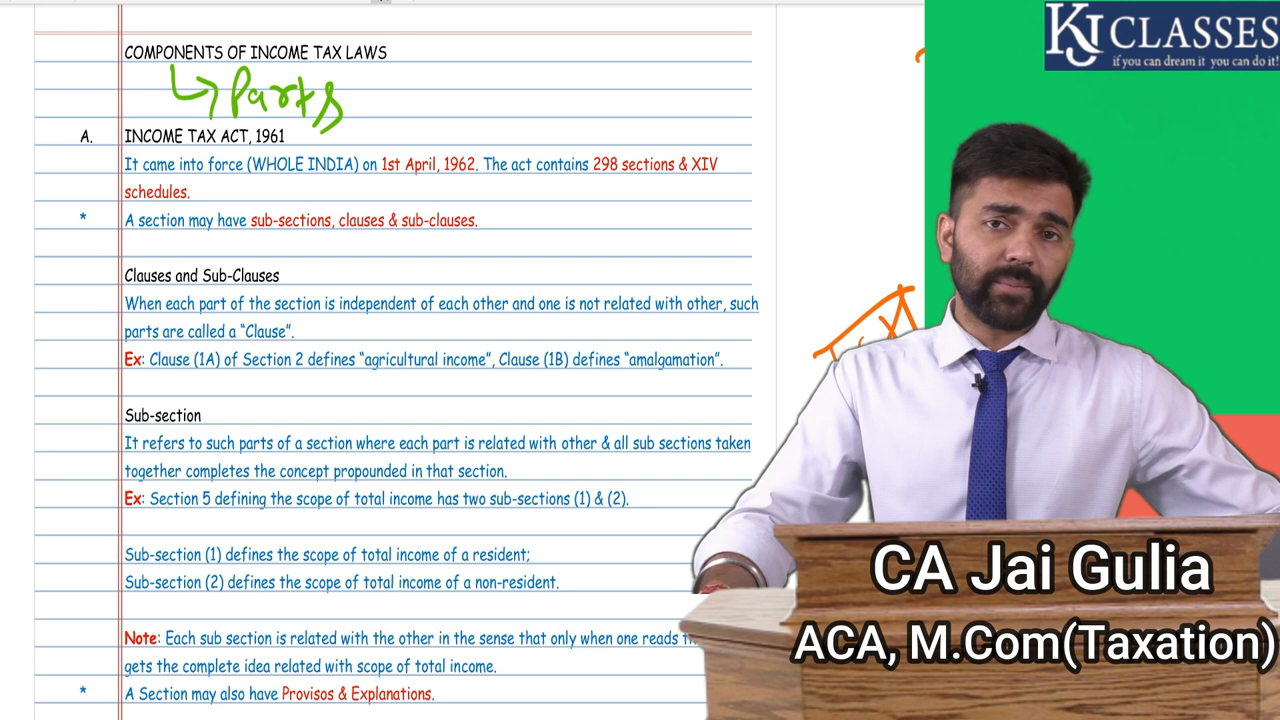 COMPONENTS OF INCOME TAX LAWS
Parts
A. INCOME TAX ACT, 1961
It came into force (WHOLE INDIA) on 1st April, 1962. The act contains 298 sections & XIV
schedules.
* A section may have sub-sections, clauses & sub-clauses.
Clauses and Sub-Clauses
When each part of the section is independent of each other and one is not related with other, such
parts are called a “Clause”.
Ex: Clause (1A) of Section 2 defines “agricultural income”, Clause (1B) defines “amalgamation”.
Sub-section
It refers to such parts of a section where each part is related with other & all sub sections taken
together completes the concept propounded in that section.
Ex: Section 5 defining the scope of total income has two sub-sections (1) & (2).
Sub-section (1) defines the scope of total income of a resident;
Sub-section (2) defines the scope of total income of a non-resident.
Note: Each sub section is related with the other in the sense that only when one reads
gets the complete idea related with scope of total income.
* A Section may also have Provisos & Explanations.
KJ CLASSES
if you can dream it you can do it!
CA Jai Gulia
ACA, M.Com(Taxation)